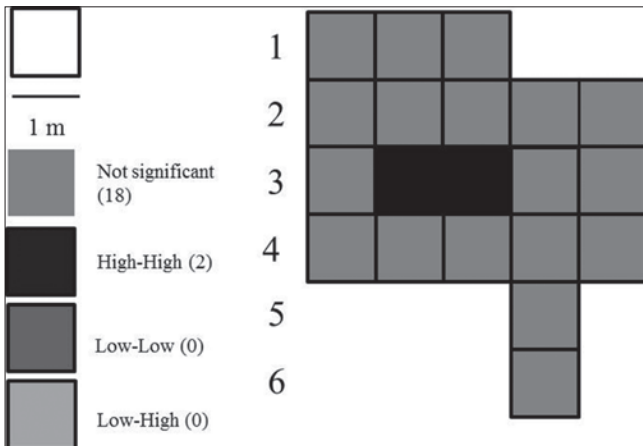 1 m
Not significant
(18)
High-High (2)
Low-Low (0)
Low-High (0)
1
2
3
4
5
6